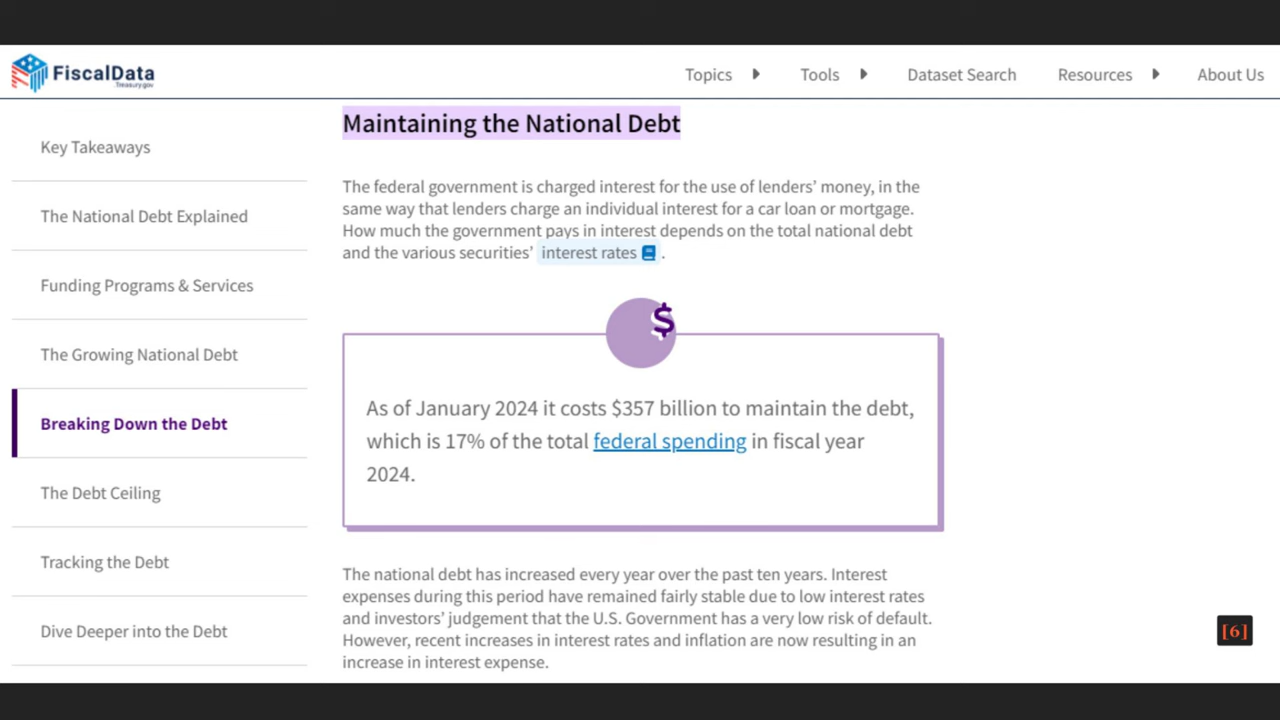 FiscalData
Treasury.gov
Topics
Tools
Dataset Search
Resources
About Us
Key Takeaways
The National Debt Explained
Funding Programs & Services
The Growing National Debt
Breaking Down the Debt
The Debt Ceiling
Tracking the Debt
Dive Deeper into the Debt
Maintaining the National Debt
The federal government is charged interest for the use of lenders’ money, in the
same way that lenders charge an individual interest for a car loan or mortgage.
How much the government pays in interest depends on the total national debt
and the various securities’ interest rates .
$
As of January 2024 it costs $357 billion to maintain the debt,
which is 17% of the total federal spending in fiscal year
2024.
The national debt has increased every year over the past ten years. Interest
expenses during this period have remained fairly stable due to low interest rates
and investors’ judgement that the U.S. Government has a very low risk of default.
However, recent increases in interest rates and inflation are now resulting in an
increase in interest expense.
[6]